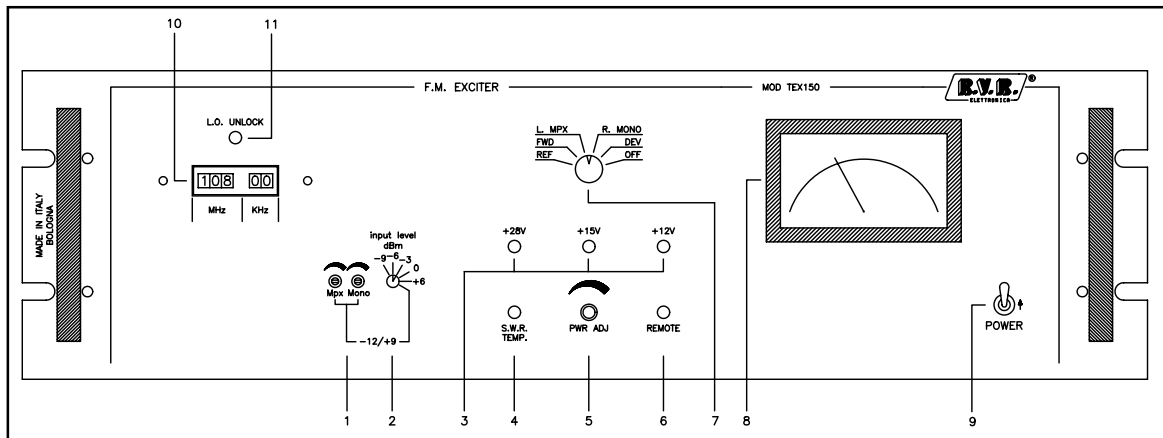 10 11
F.M. EXCITER
MOD TEX150
R.V.R.®
ELETTRONICA
L.O. UNLOCK
108 00
MHz KHz
MADE IN ITALY
BOLOGNA
L. MPX R. MONO
FWD DEV
REF OFF
8
input level
dBm
-9 -6 -3 0 +6
Mpx Mono
-12/+9
+28V +15V +12V
S.W.R.
TEMP.
PWR ADJ
REMOTE
POWER
1 2 3 4 5 6 7 8 9